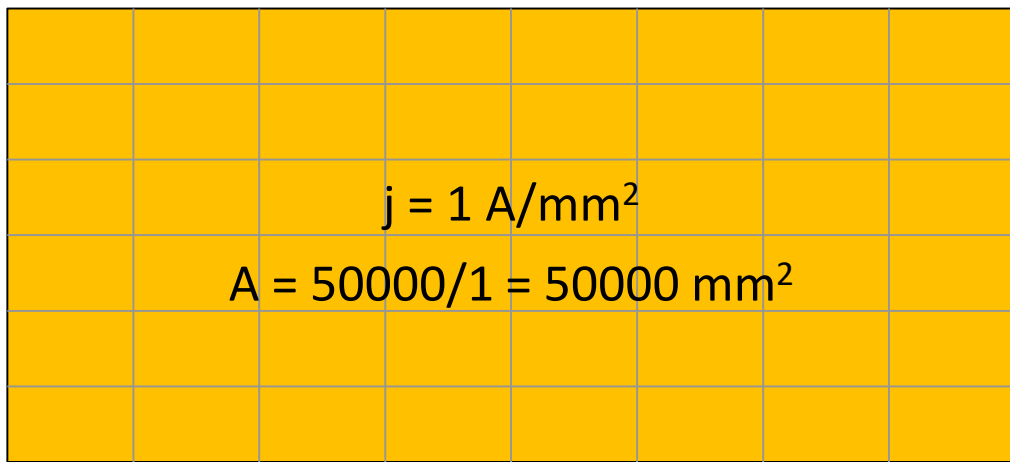 j = 1 A/mm²
A = 50000/1 = 50000 mm²